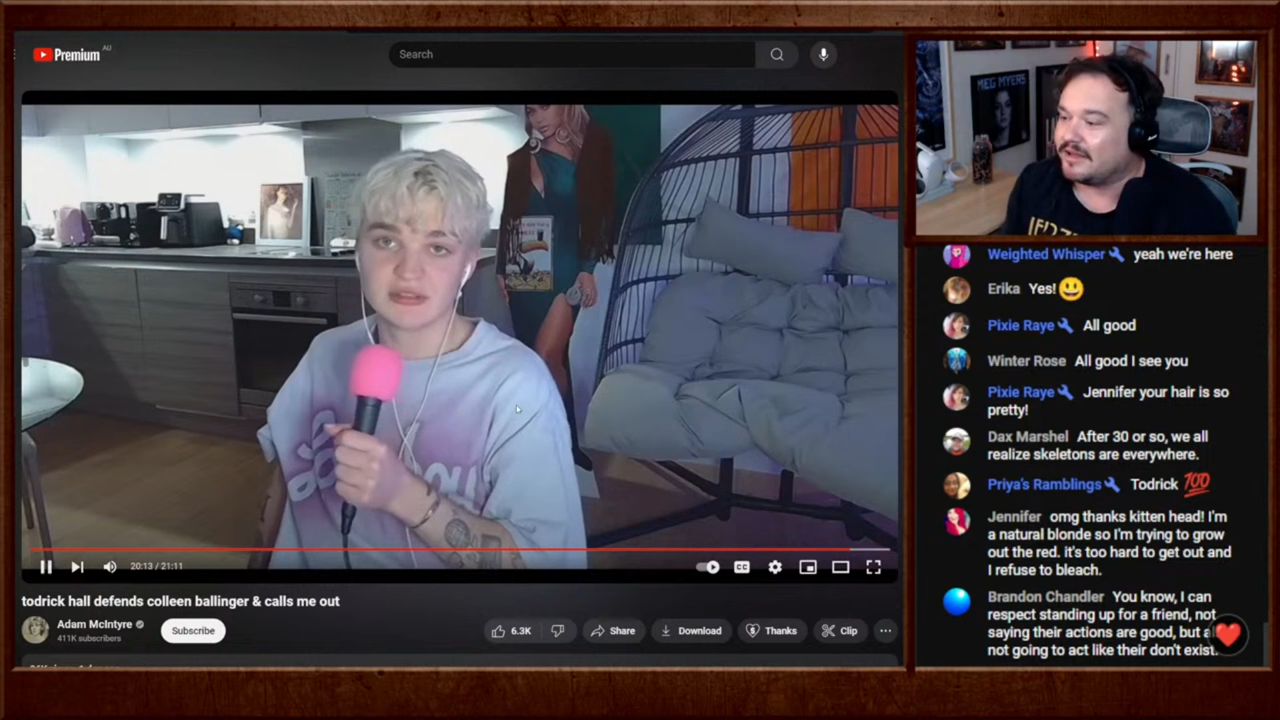 Premium AU
Search
MEG MYERS
20:13 / 21:11
CC
todrick hall defends colleen ballinger & calls me out
Adam McIntyre
411K subscribers
Subscribe
6.3K
Share
Download
Thanks
Clip
Weighted Whisper yeah we're here
Erika Yes!😃
Pixie Raye All good
Winter Rose All good I see you
Pixie Raye Jennifer your hair is so
pretty!
Dax Marshel After 30 or so, we all
realize skeletons are everywhere.
Priya's Ramblings Todrick 💯
Jennifer omg thanks kitten head! I'm
a natural blonde so I'm trying to grow
out the red. it's too hard to get out and
I refuse to bleach.
Brandon Chandler You know, I can
respect standing up for a friend, not
saying their actions are good, but
not going to act like their don't exist.